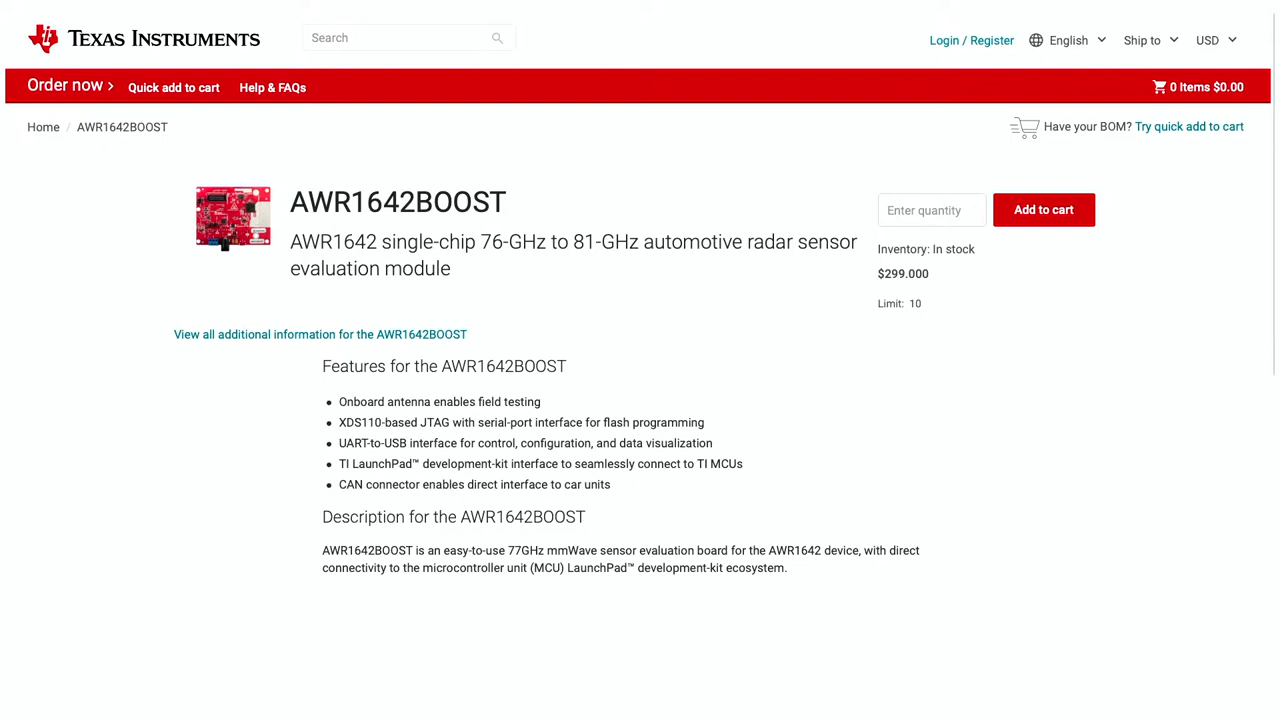 TEXAS INSTRUMENTS
Search
Login / Register
English
Ship to
USD
Order now
Quick add to cart
Help & FAQs
0 Items $0.00
Home / AWR1642BOOST
Have your BOM? Try quick add to cart
AWR1642BOOST
AWR1642 single-chip 76-GHz to 81-GHz automotive radar sensor
evaluation module
Enter quantity
Add to cart
Inventory: In stock
$299.000
Limit: 10
View all additional information for the AWR1642BOOST
Features for the AWR1642BOOST
• Onboard antenna enables field testing
• XDS110-based JTAG with serial-port interface for flash programming
• UART-to-USB interface for control, configuration, and data visualization
• TI LaunchPad™ development-kit interface to seamlessly connect to TI MCUs
• CAN connector enables direct interface to car units
Description for the AWR1642BOOST
AWR1642BOOST is an easy-to-use 77GHz mmWave sensor evaluation board for the AWR1642 device, with direct
connectivity to the microcontroller unit (MCU) LaunchPad™ development-kit ecosystem.